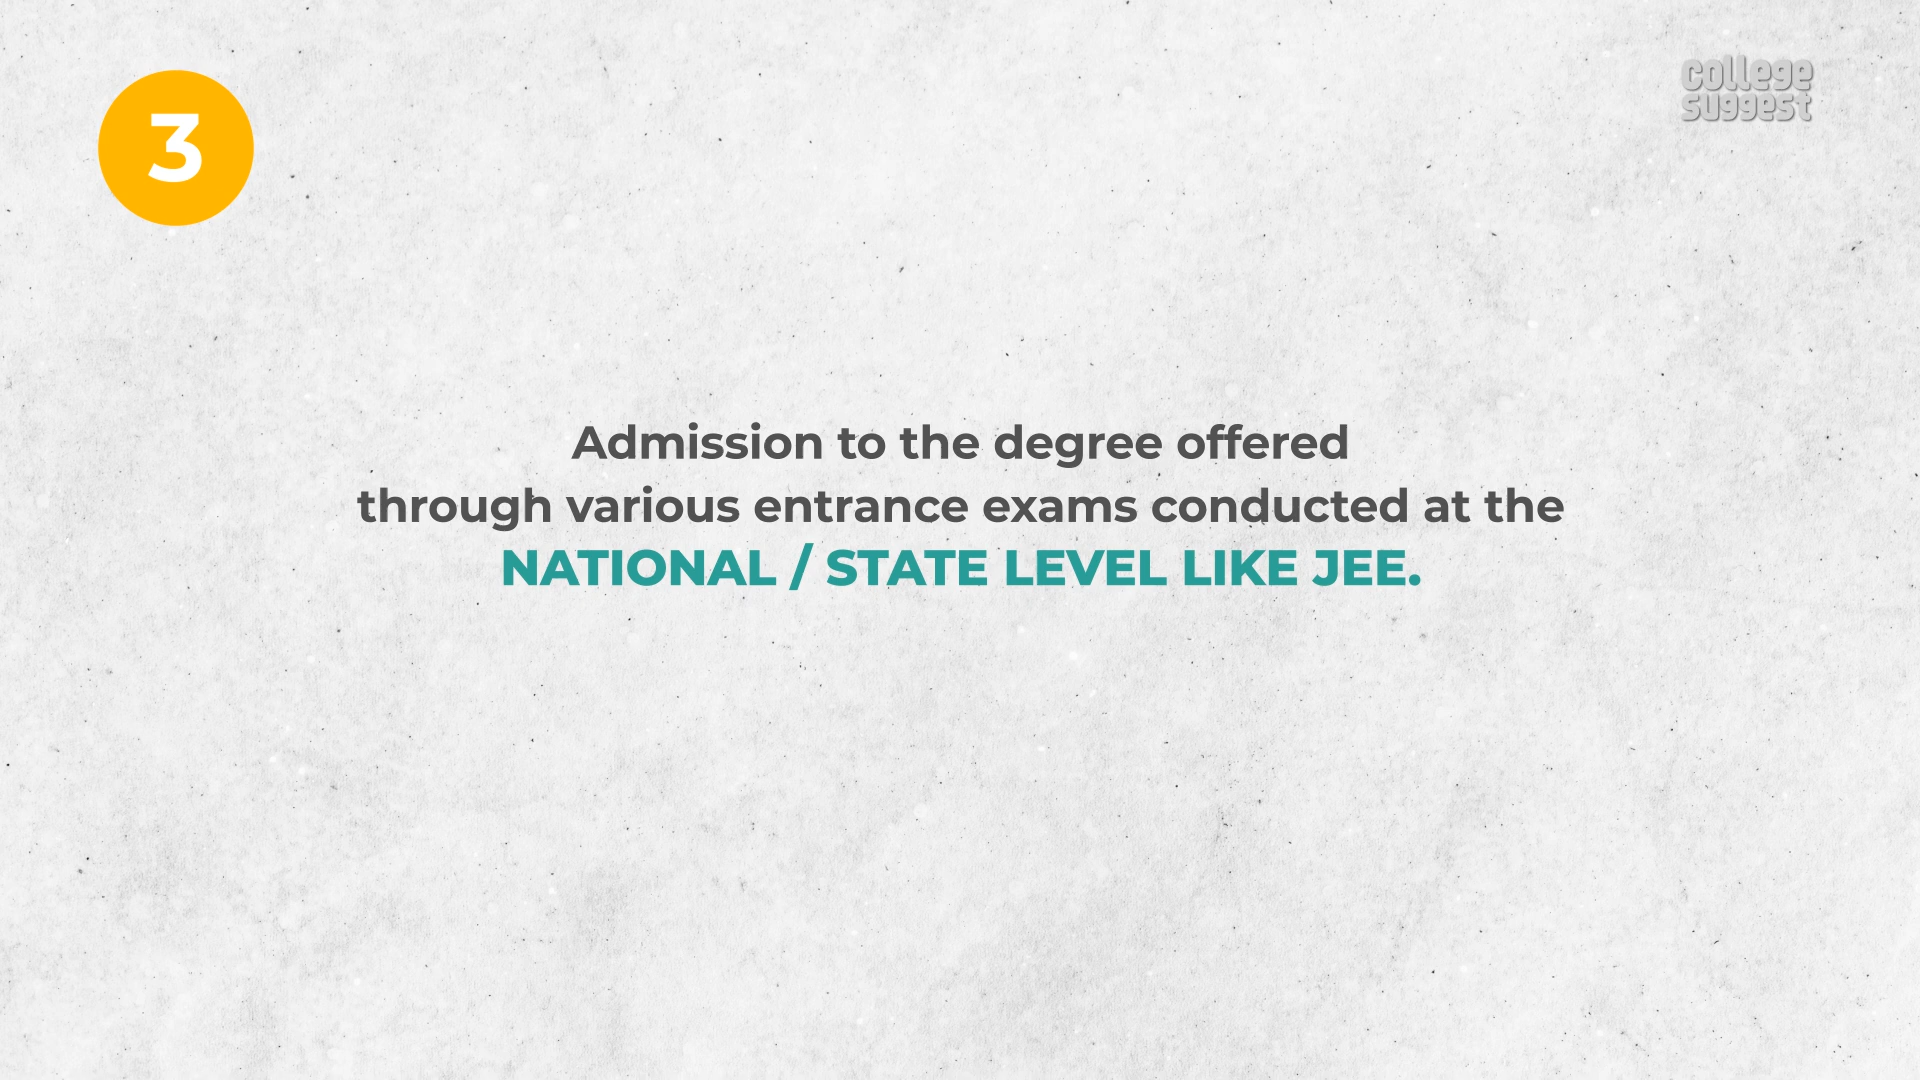 3
college
suggest
Admission to the degree offered
through various entrance exams conducted at the
NATIONAL / STATE LEVEL LIKE JEE.